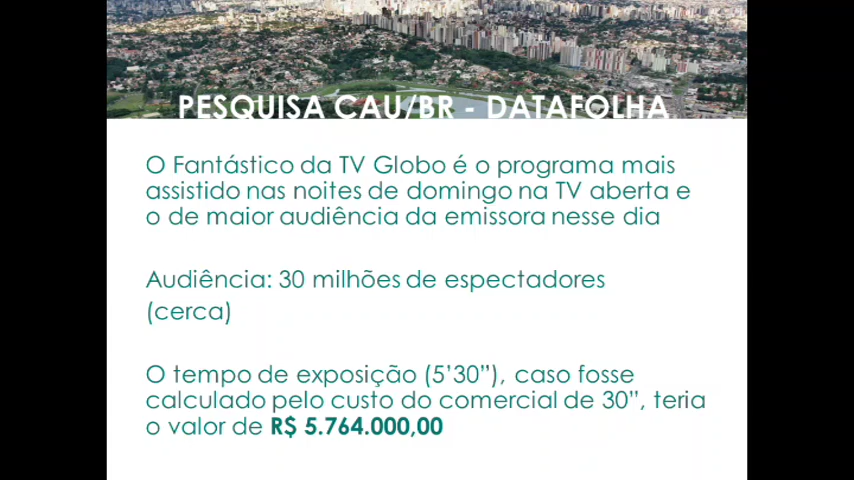 PESQUISA CAU/BR - DATAFOLHA
O Fantástico da TV Globo é o programa mais
assistido nas noites de domingo na TV aberta e
o de maior audiência da emissora nesse dia
Audiência: 30 milhões de espectadores
(cerca)
O tempo de exposição (5'30”), caso fosse
calculado pelo custo do comercial de 30”, teria
o valor de R$ 5.764.000,00